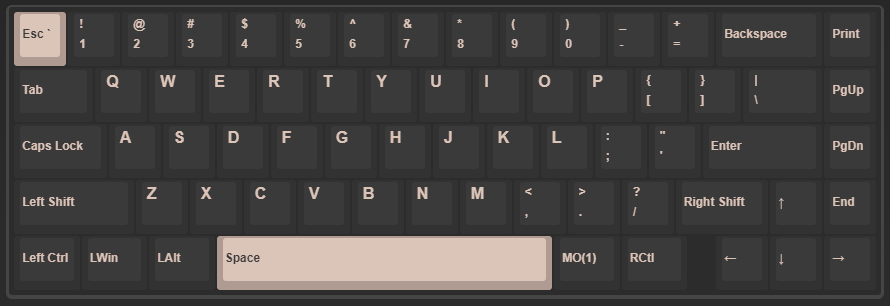 Esc ` ! 1 @ 2 # 3 $ 4 % 5 ^ 6 & 7 * 8 ( 9 ) 0 _ - + = Backspace Print
Tab Q W E R T Y U I O P { [ } ] | \ PgUp
Caps Lock A S D F G H J K L : ; " ' Enter PgDn
Left Shift Z X C V B N M < , > . ? / Right Shift ↑ End
Left Ctrl LWin LAlt Space MO(1) RCtl ← ↓ →